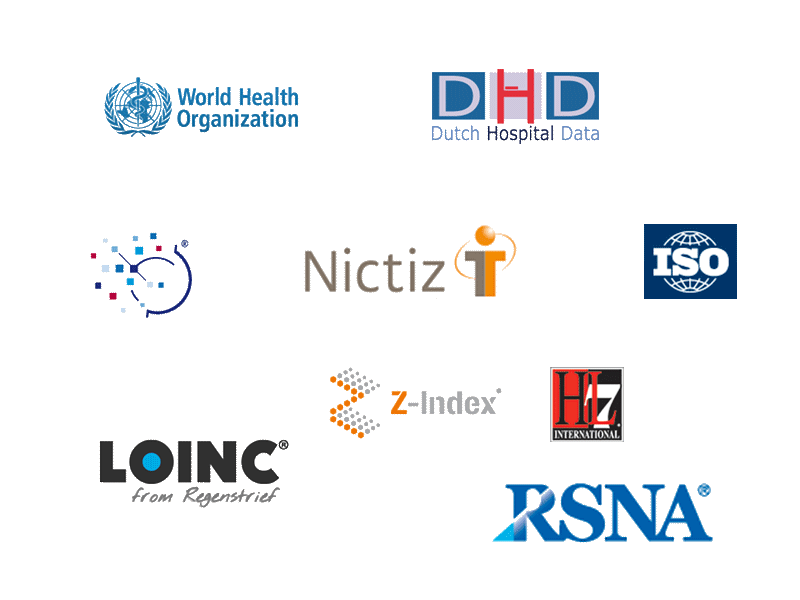 World Health
Organization
DHD
Dutch Hospital Data
®
Nictiz
ISO
Z-Index
HL7
INTERNATIONAL
LOINC®
from Regenstrief
RSNA®